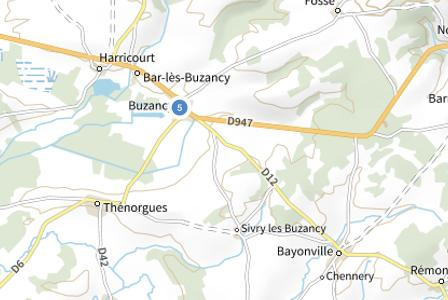 Fosse
Harricourt
Bar-lès-Buzancy
Buzanc
5
D947
No
Bar
D12
Thénorgues
Sivry les Buzancy
Bayonville
D42
D6
Chennery
Rémon